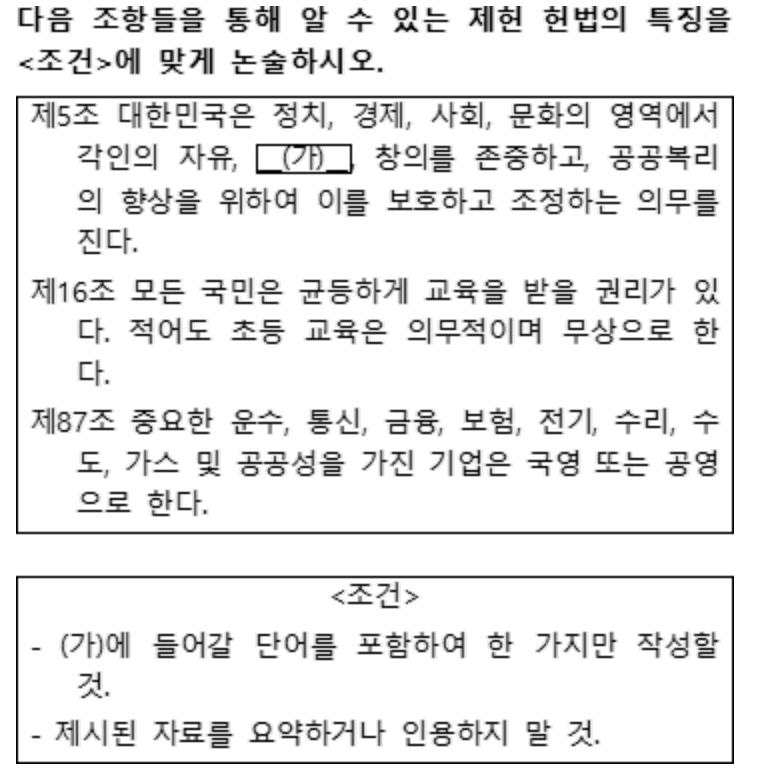 다음 조항들을 통해 알 수 있는 제헌 헌법의 특징을
<조건>에 맞게 논술하시오.
제5조 대한민국은 정치, 경제, 사회, 문화의 영역에서
각인의 자유, (가) , 창의를 존중하고, 공공복리
의 향상을 위하여 이를 보호하고 조정하는 의무를
진다.
제16조 모든 국민은 균등하게 교육을 받을 권리가 있
다. 적어도 초등 교육은 의무적이며 무상으로 한
다.
제87조 중요한 운수, 통신, 금융, 보험, 전기, 수리, 수
도, 가스 및 공공성을 가진 기업은 국영 또는 공영
으로 한다.
<조건>
- (가)에 들어갈 단어를 포함하여 한 가지만 작성할
것.
- 제시된 자료를 요약하거나 인용하지 말 것.